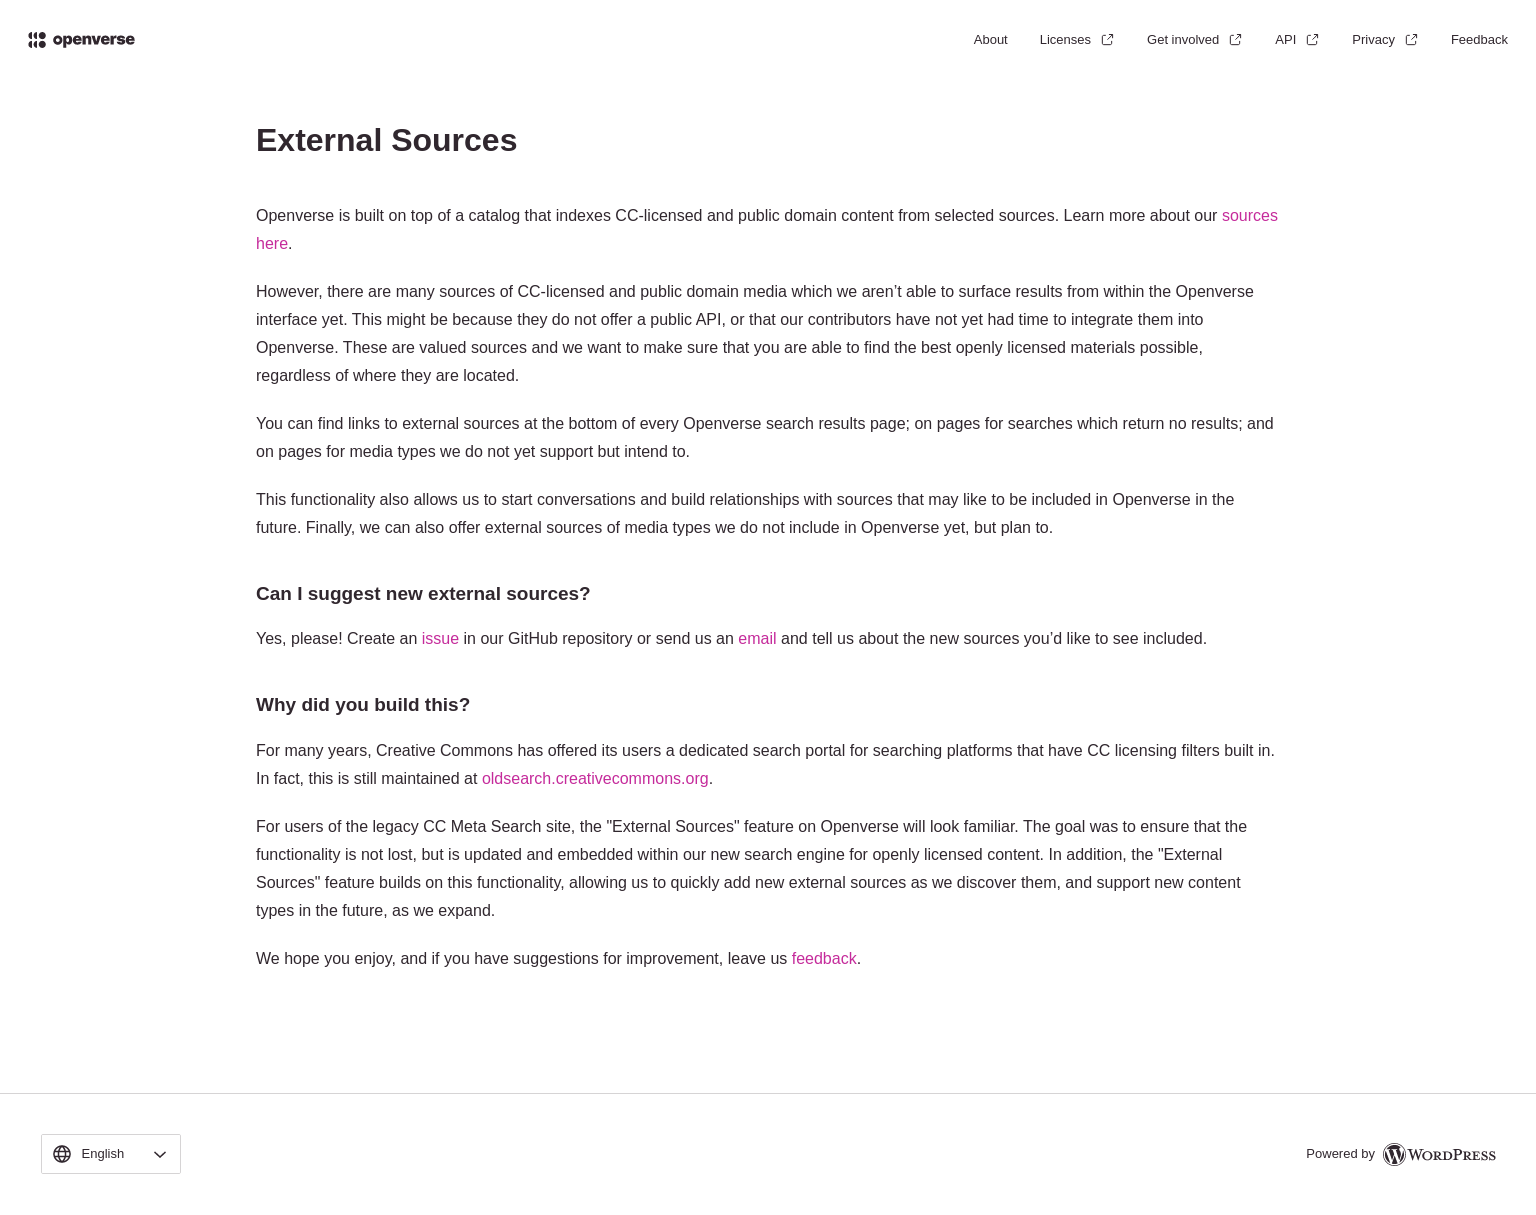 openverse
About Licenses Get involved API Privacy Feedback
External Sources
Openverse is built on top of a catalog that indexes CC-licensed and public domain content from selected sources. Learn more about our sources
here.
However, there are many sources of CC-licensed and public domain media which we aren’t able to surface results from within the Openverse
interface yet. This might be because they do not offer a public API, or that our contributors have not yet had time to integrate them into
Openverse. These are valued sources and we want to make sure that you are able to find the best openly licensed materials possible,
regardless of where they are located.
You can find links to external sources at the bottom of every Openverse search results page; on pages for searches which return no results; and
on pages for media types we do not yet support but intend to.
This functionality also allows us to start conversations and build relationships with sources that may like to be included in Openverse in the
future. Finally, we can also offer external sources of media types we do not include in Openverse yet, but plan to.
Can I suggest new external sources?
Yes, please! Create an issue in our GitHub repository or send us an email and tell us about the new sources you’d like to see included.
Why did you build this?
For many years, Creative Commons has offered its users a dedicated search portal for searching platforms that have CC licensing filters built in.
In fact, this is still maintained at oldsearch.creativecommons.org.
For users of the legacy CC Meta Search site, the "External Sources" feature on Openverse will look familiar. The goal was to ensure that the
functionality is not lost, but is updated and embedded within our new search engine for openly licensed content. In addition, the "External
Sources" feature builds on this functionality, allowing us to quickly add new external sources as we discover them, and support new content
types in the future, as we expand.
We hope you enjoy, and if you have suggestions for improvement, leave us feedback.
English
Powered by WORDPRESS